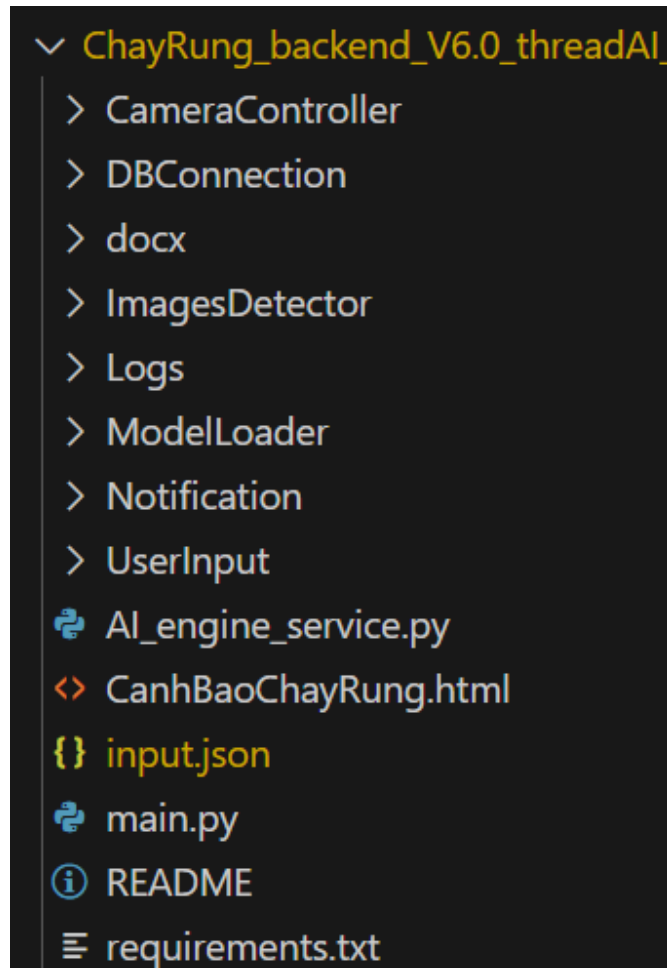 ChayRung_backend_V6.0_threadAI_
CameraController
DBConnection
docx
ImagesDetector
Logs
ModelLoader
Notification
UserInput
AI_engine_service.py
CanhBaoChayRung.html
input.json
main.py
README
requirements.txt